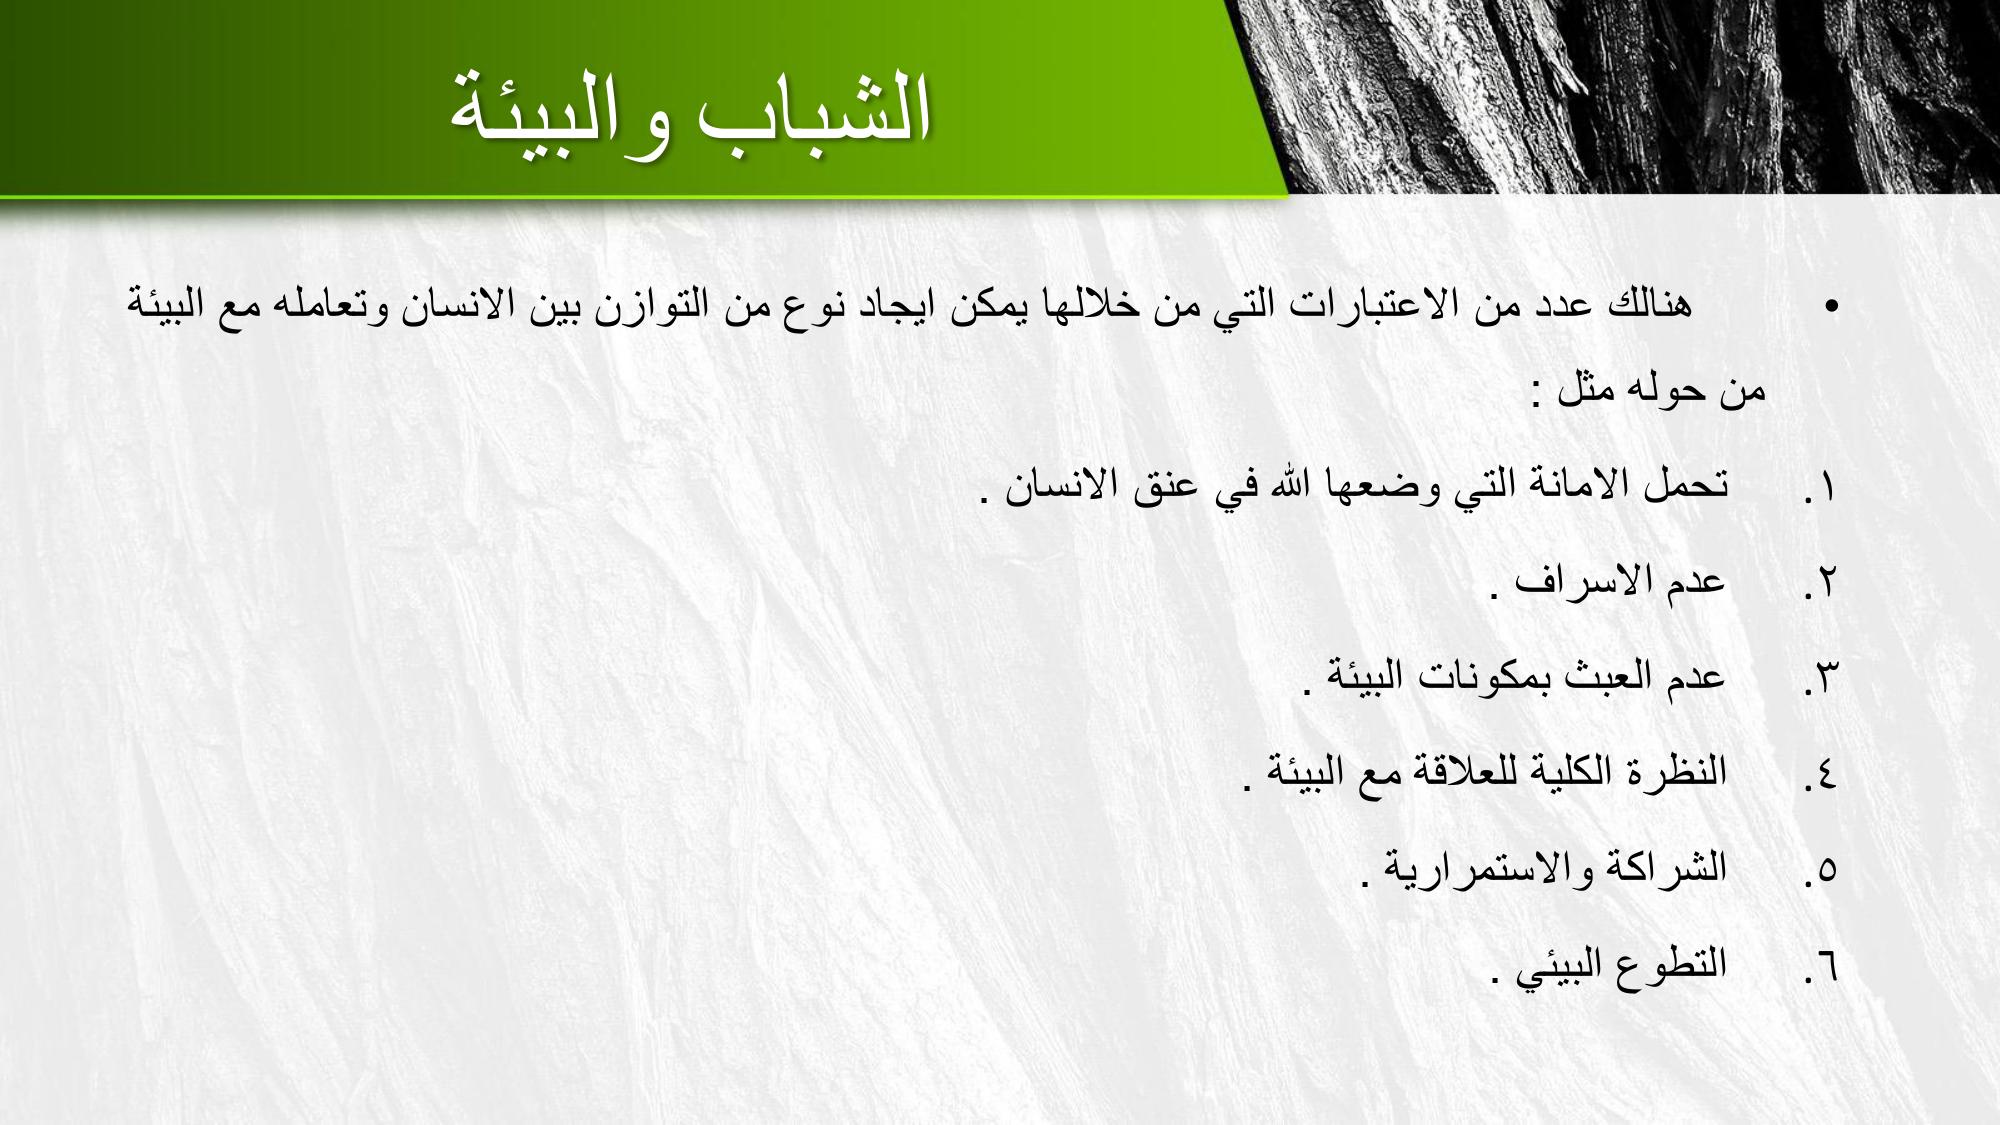 الشباب والبيئة
• هنالك عدد من الاعتبارات التي من خلالها يمكن ايجاد نوع من التوازن بين الانسان وتعامله مع البيئة
من حوله مثل :
١. تحمل الامانة التي وضعها الله في عنق الانسان .
٢. عدم الاسراف .
٣. عدم العبث بمكونات البيئة .
٤. النظرة الكلية للعلاقة مع البيئة .
٥. الشراكة والاستمرارية .
٦. التطوع البيئي .